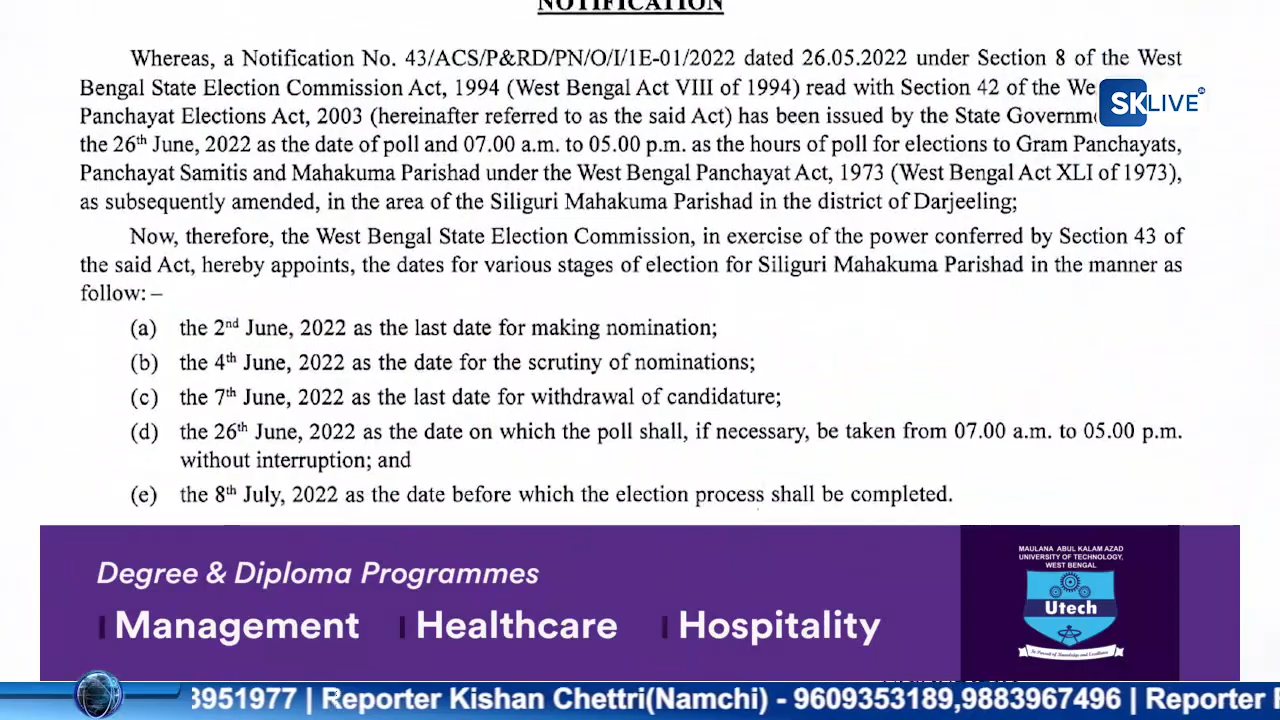 NOTIFICATION
Whereas, a Notification No. 43/ACS/P&RD/PN/O/I/1E-01/2022 dated 26.05.2022 under Section 8 of the West
Bengal State Election Commission Act, 1994 (West Bengal Act VIII of 1994) read with Section 42 of the We
Panchayat Elections Act, 2003 (hereinafter referred to as the said Act) has been issued by the State Governm
the 26th June, 2022 as the date of poll and 07.00 a.m. to 05.00 p.m. as the hours of poll for elections to Gram Panchayats,
Panchayat Samitis and Mahakuma Parishad under the West Bengal Panchayat Act, 1973 (West Bengal Act XLI of 1973),
as subsequently amended, in the area of the Siliguri Mahakuma Parishad in the district of Darjeeling;
Now, therefore, the West Bengal State Election Commission, in exercise of the power conferred by Section 43 of
the said Act, hereby appoints, the dates for various stages of election for Siliguri Mahakuma Parishad in the manner as
follow: –
(a) the 2nd June, 2022 as the last date for making nomination;
(b) the 4th June, 2022 as the date for the scrutiny of nominations;
(c) the 7th June, 2022 as the last date for withdrawal of candidature;
(d) the 26th June, 2022 as the date on which the poll shall, if necessary, be taken from 07.00 a.m. to 05.00 p.m.
without interruption; and
(e) the 8th July, 2022 as the date before which the election process shall be completed.
SK LIVE
Degree & Diploma Programmes
Management Healthcare Hospitality
MAULANA ABUL KALAM AZAD
UNIVERSITY OF TECHNOLOGY,
WEST BENGAL
Utech
In Pursuit of Knowledge and Excellence
3951977 | Reporter Kishan Chettri(Namchi) - 9609353189,9883967496 | Reporter